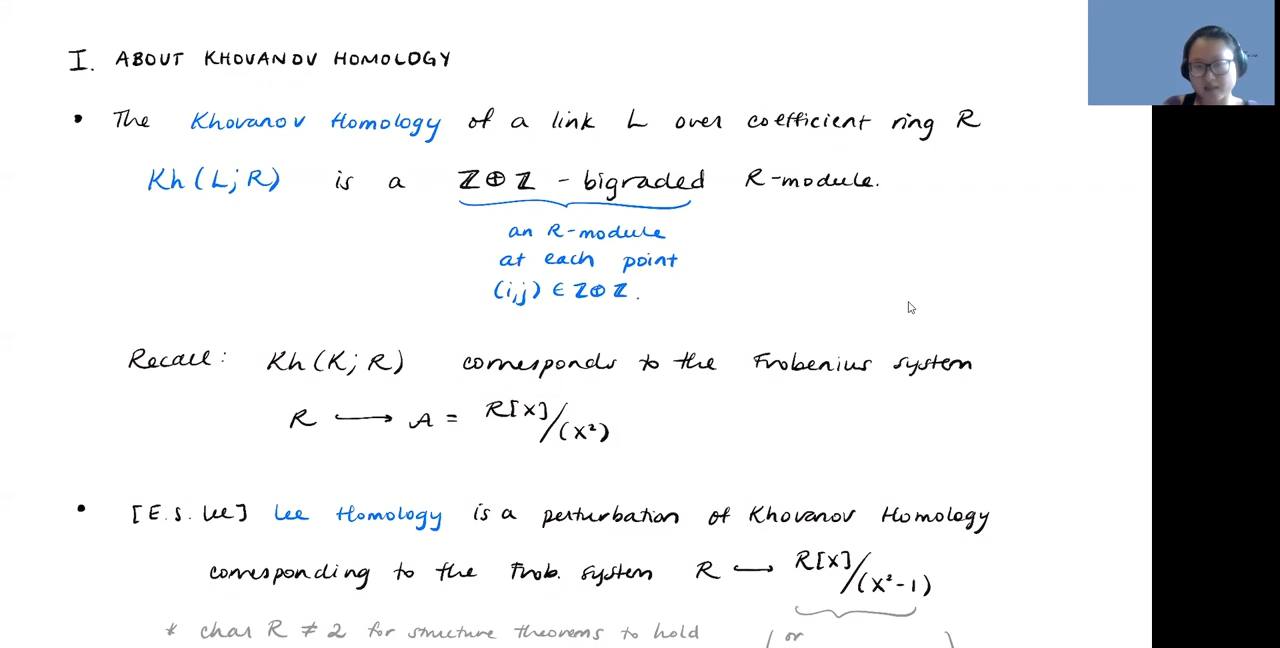 I. ABOUT KHOVANOV HOMOLOGY
• The Khovanov Homology of a link L over coefficient ring R
Kh(L;R) is a ℤ⊕ℤ - bigraded R-module.
an R-module
at each point
(i,j) ∈ ℤ⊕ℤ.
Recall: Kh(K;R) corresponds to the Frobenius system
R ⟶ A = R[X]/(X²)
• [E.S. Lee] Lee Homology is a perturbation of Khovanov Homology
corresponding to the Frob. system R ⟶ R[X]/(X²-1)
* char R ≠ 2 for structure theorems to hold
( or )